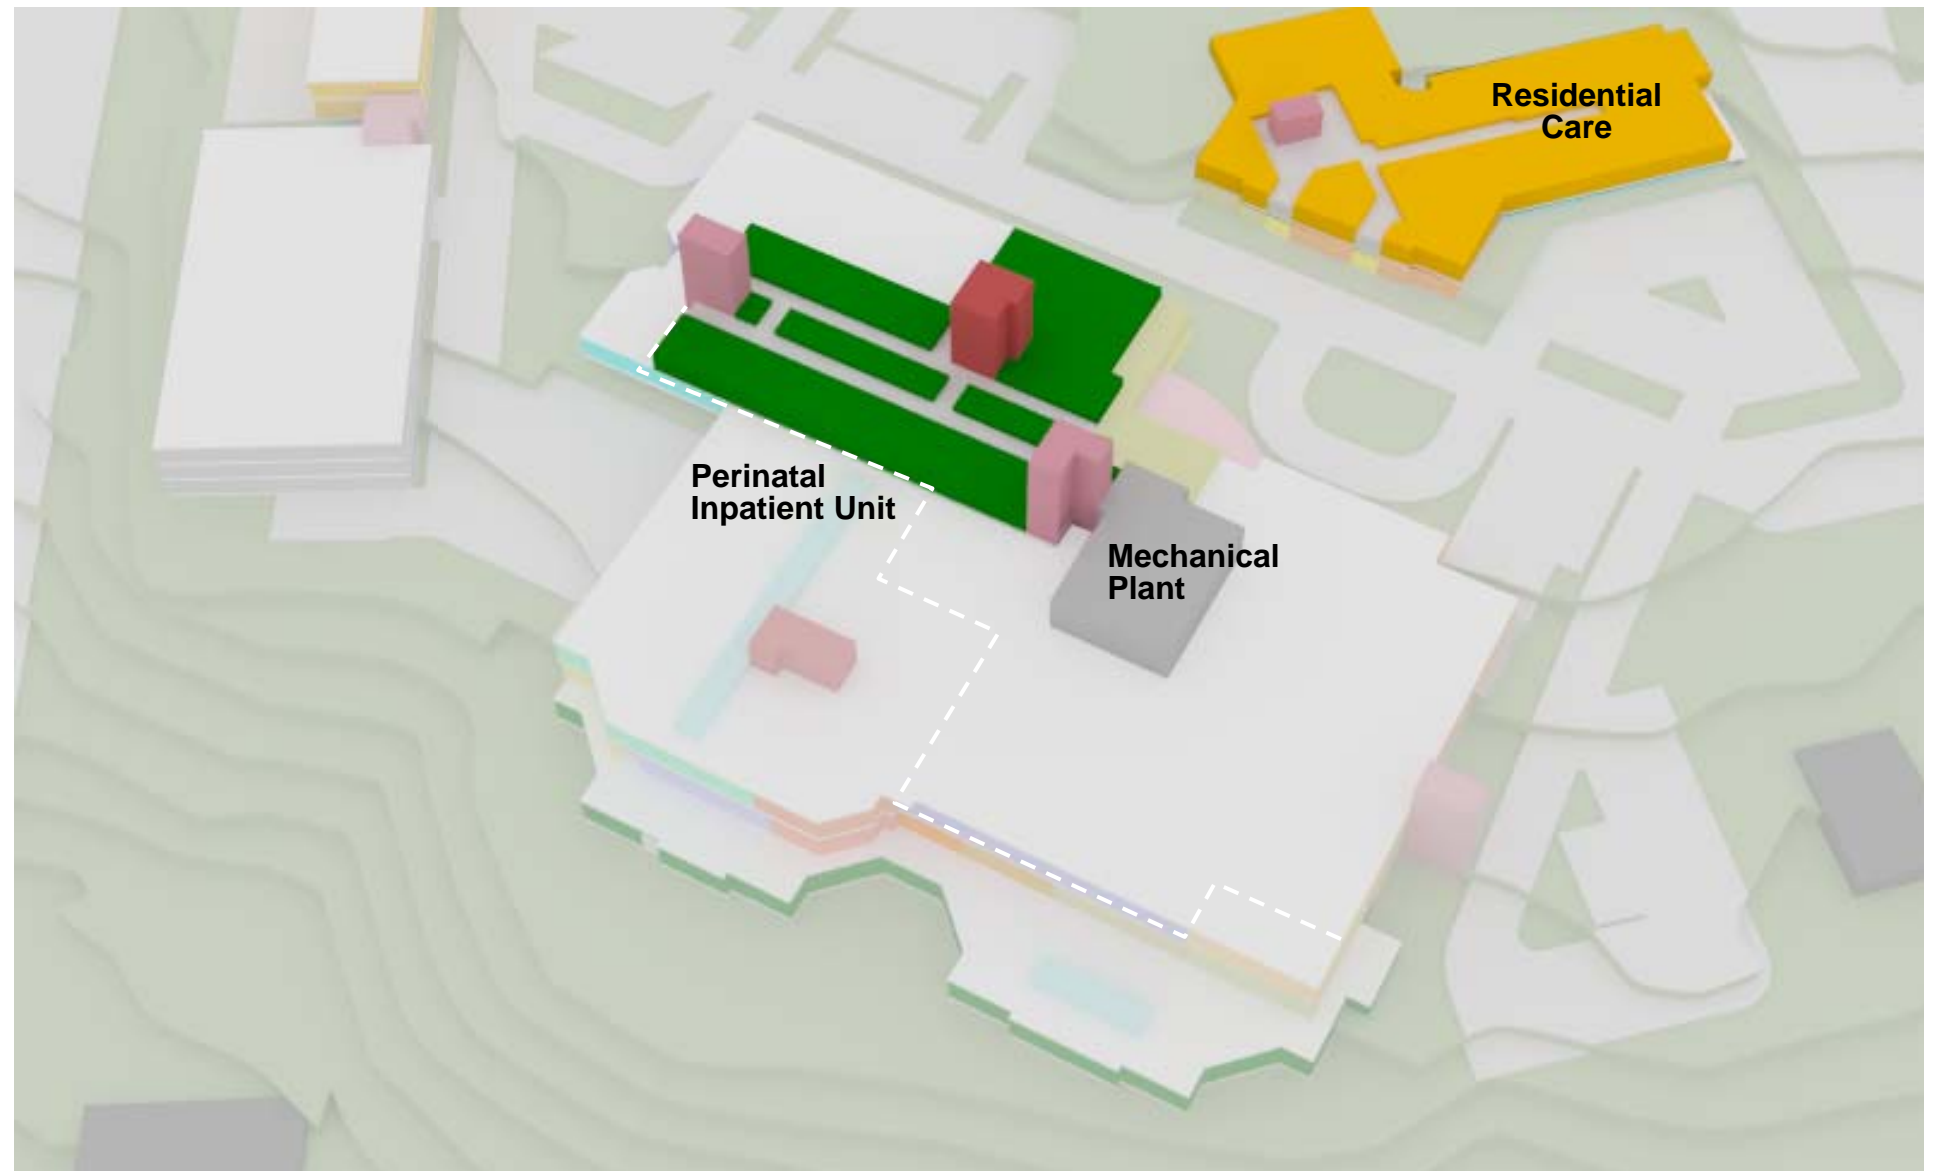 Residential
Care
Perinatal
Inpatient Unit
Mechanical
Plant